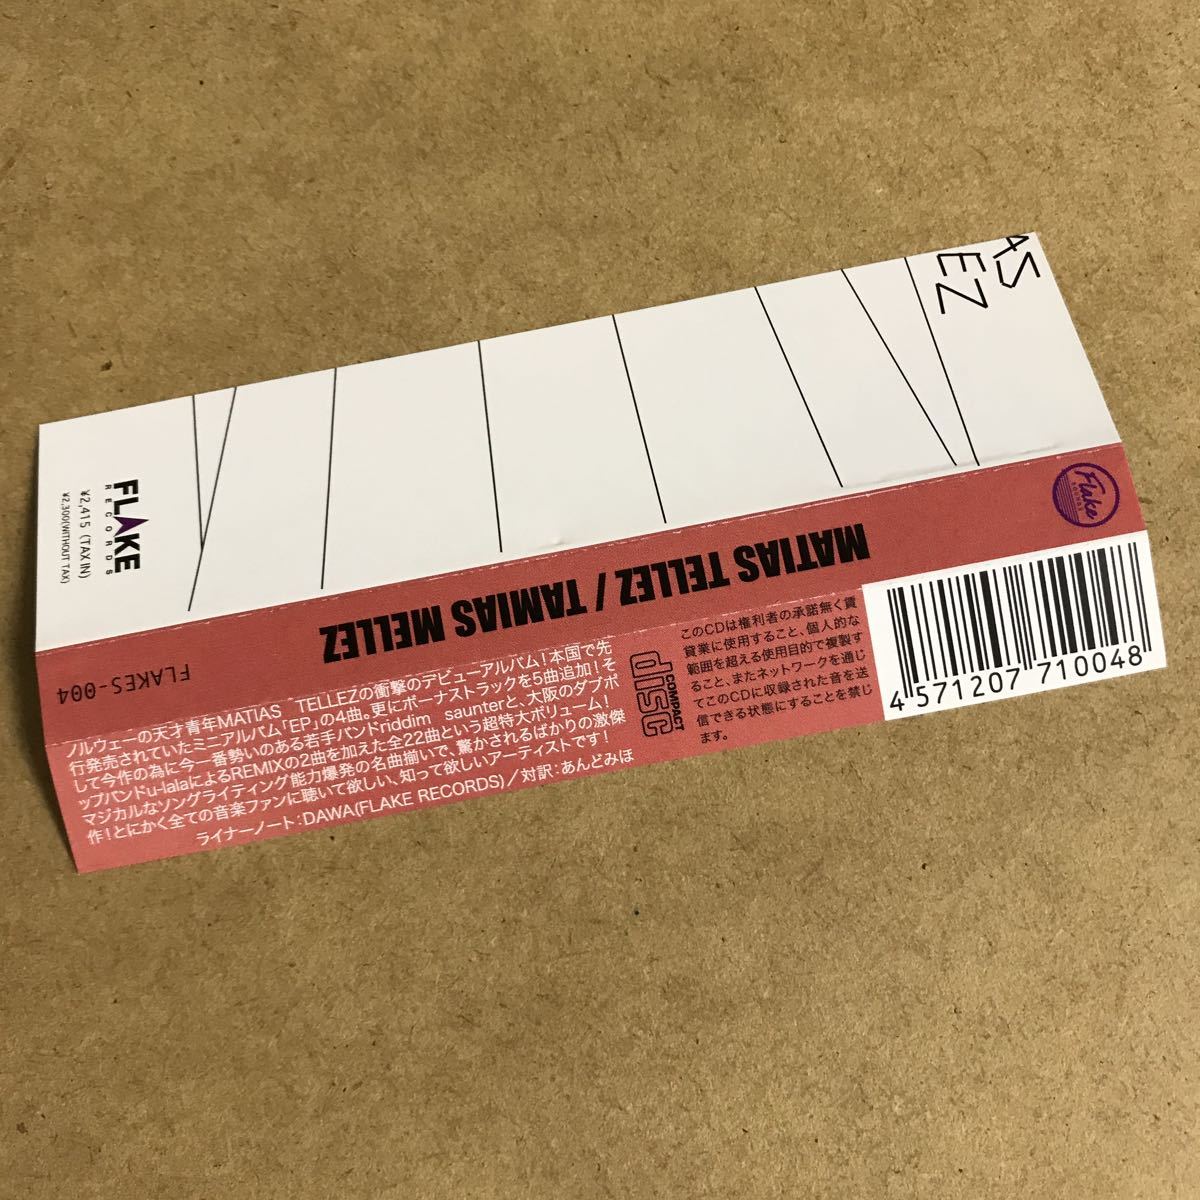 AS
EZ
FLAKE
RECORDS
¥2,415 (TAX IN)
¥2,300(WITHOUT TAX)
Flake
RECORDS
MATIAS TELLEZ / TAMIAS MELLEZ
FLAKES-004
ノルウェーの天才青年MATIAS TELLEZの衝撃のデビューアルバム!本国で先
行発売されていたミニアルバム「EP」の4曲。更にボーナストラックを5曲追加!そ
して今作の為に今一番勢いのある若手バンドriddim saunterと、大阪のダブポ
ップバンドu-lalaによるREMIXの2曲を加えた全22曲という超特大ボリューム!
マジカルなソングライティング能力爆発の名曲揃いで、驚かされるばかりの激傑
作!とにかく全ての音楽ファンに聴いて欲しい、知って欲しいアーティストです!
ライナーノート:DAWA(FLAKE RECORDS)/対訳:あんどみほ
COMPACT
disc
このCDは権利者の承諾無く賃
貸業に使用すること、個人的な
範囲を超える使用目的で複製す
ること、またネットワークを通じ
てこのCDに収録された音を送
信できる状態にすることを禁じ
ます。
4 571207 710048